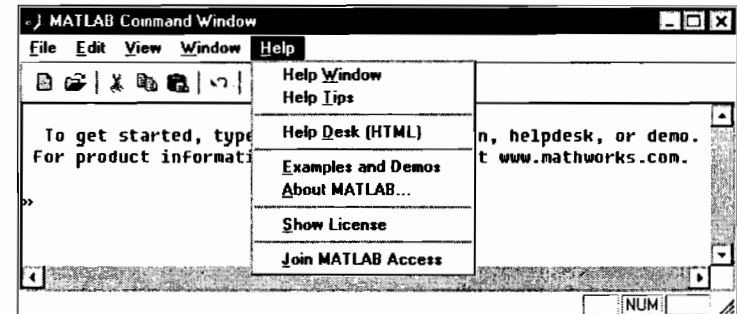 MATLAB Command Window
File Edit View Window Help
Help Window
Help Tips
Help Desk (HTML)
Examples and Demos
About MATLAB...
Show License
Join MATLAB Access
To get started, type n, helpdesk, or demo.
For product informati t www.mathworks.com.
»
NUM